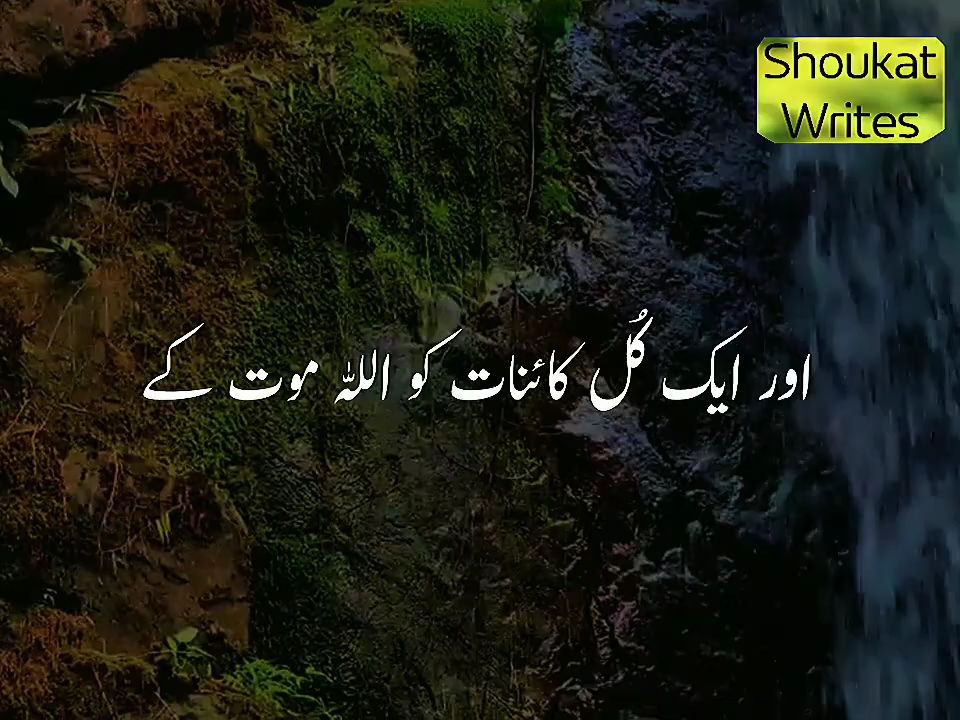 Shoukat
Writes
اور ایک کُل کائنات کو اللہ موت کے